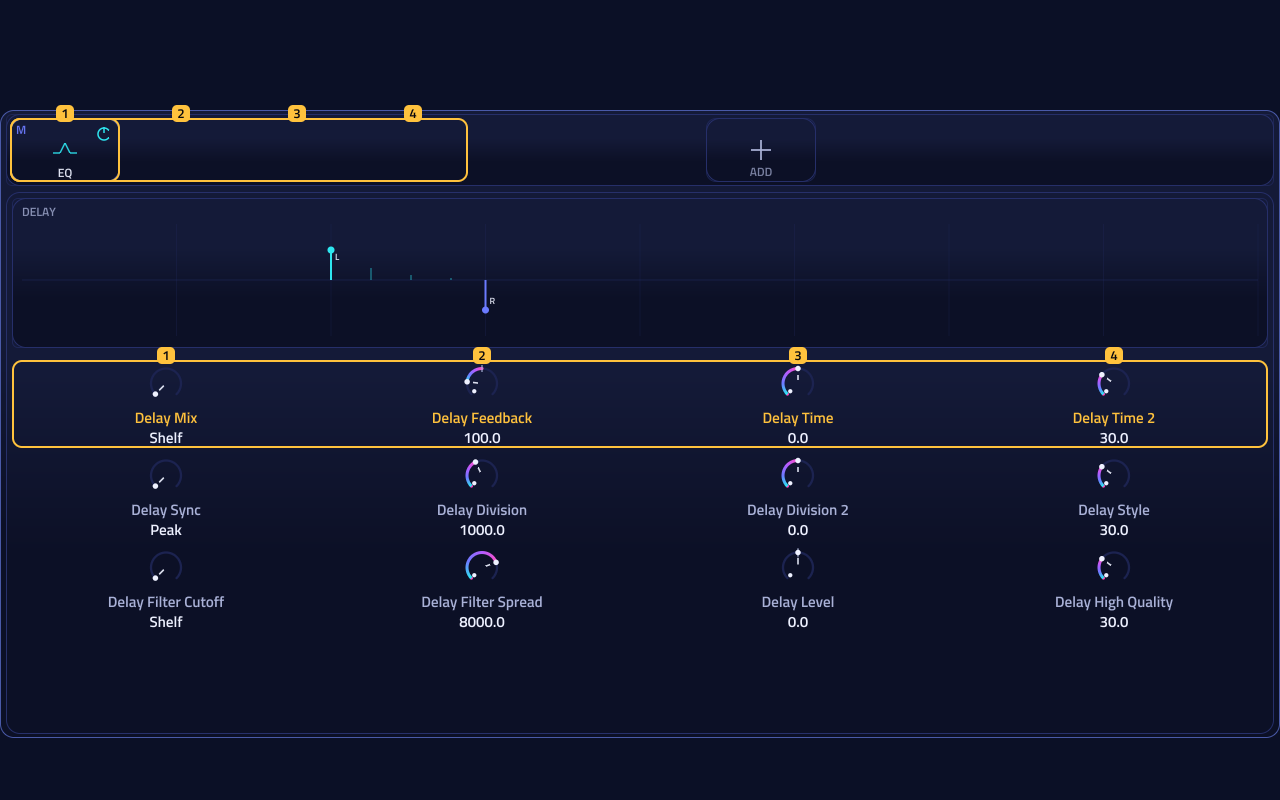 1 2 3 4
M
EQ
ADD
DELAY
L
R
1 2 3 4
Delay Mix Delay Feedback Delay Time Delay Time 2
Shelf 100.0 0.0 30.0
Delay Sync Delay Division Delay Division 2 Delay Style
Peak 1000.0 0.0 30.0
Delay Filter Cutoff Delay Filter Spread Delay Level Delay High Quality
Shelf 8000.0 0.0 30.0